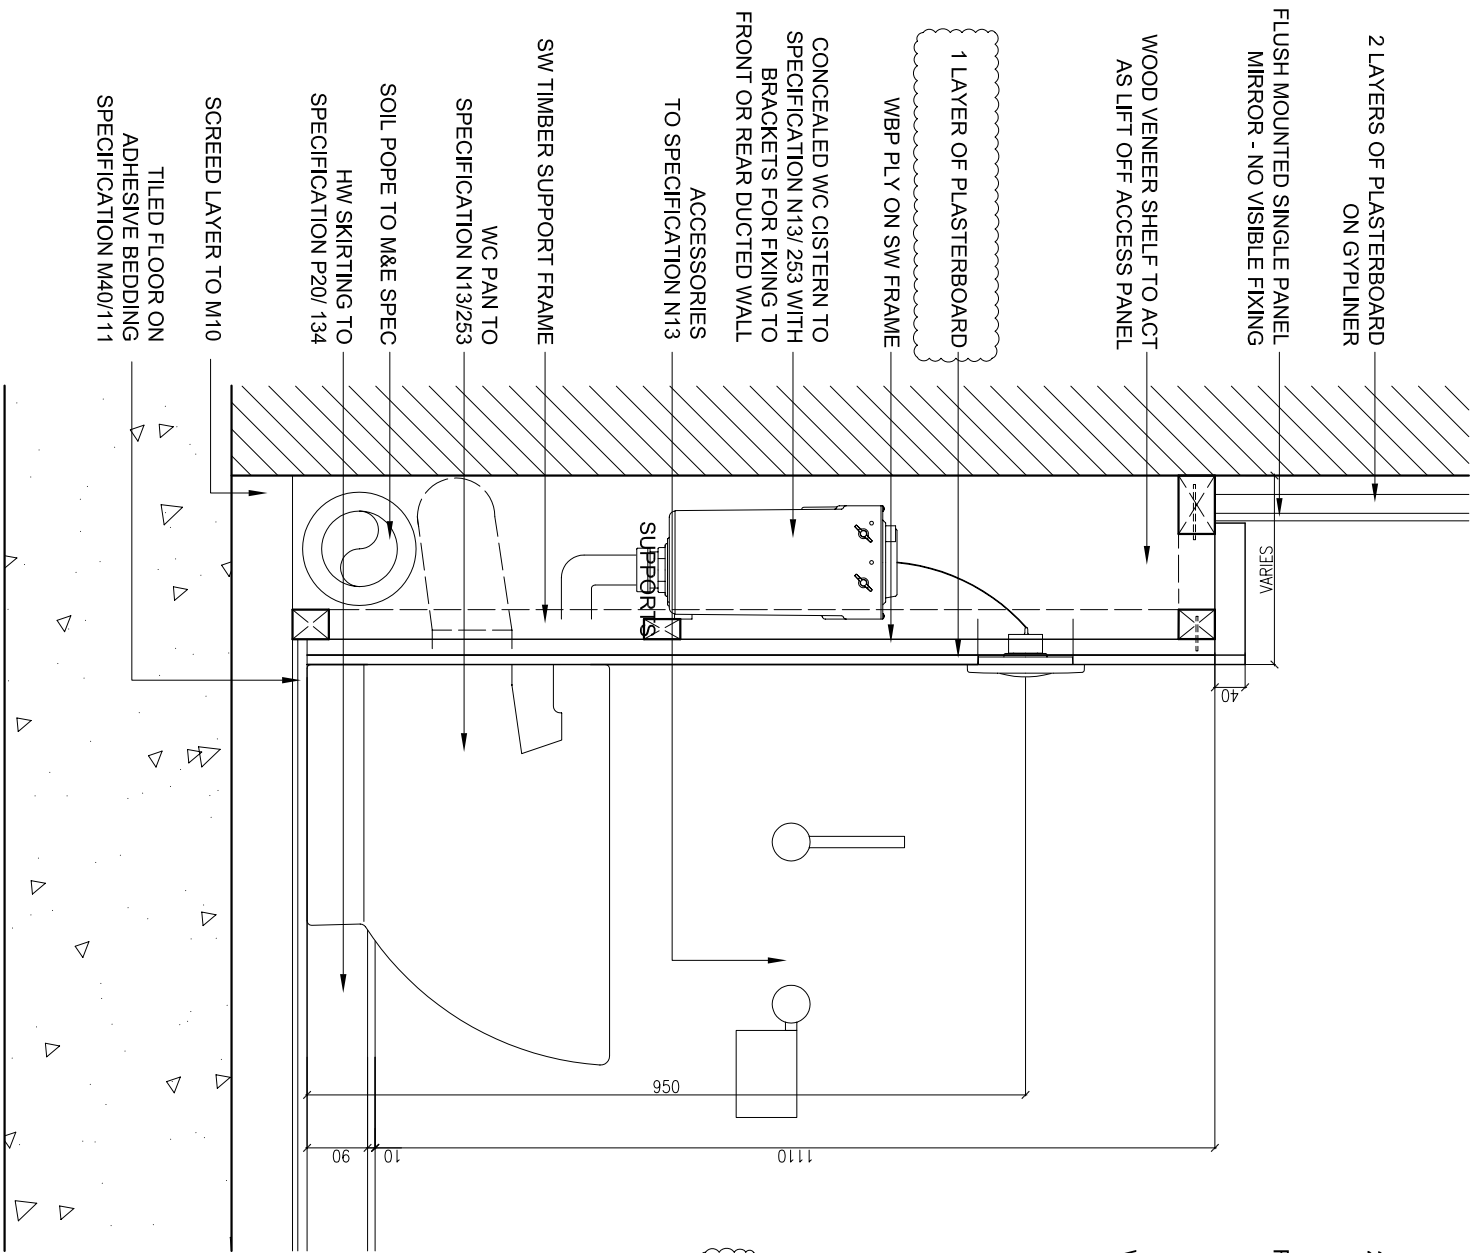 2 LAYERS OF PLASTERBOARD
ON GYPLINER
FLUSH MOUNTED SINGLE PANEL
MIRROR - NO VISIBLE FIXING
WOOD VENEER SHELF TO ACT
AS LIFT OFF ACCESS PANEL
1 LAYER OF PLASTERBOARD
WBP PLY ON SW FRAME
CONCEALED WC CISTERN TO
SPECIFICATION N13/ 253 WITH
BRACKETS FOR FIXING TO
FRONT OR REAR DUCTED WALL
ACCESSORIES
TO SPECIFICATION N13
SW TIMBER SUPPORT FRAME
WC PAN TO
SPECIFICATION N13/253
SOIL POPE TO M&E SPEC
HW SKIRTING TO
SPECIFICATION P20/ 134
SCREED LAYER TO M10
TILED FLOOR ON
ADHESIVE BEDDING
SPECIFICATION M40/111
SUPPORTS
VARIES
40
950
1110
10
90